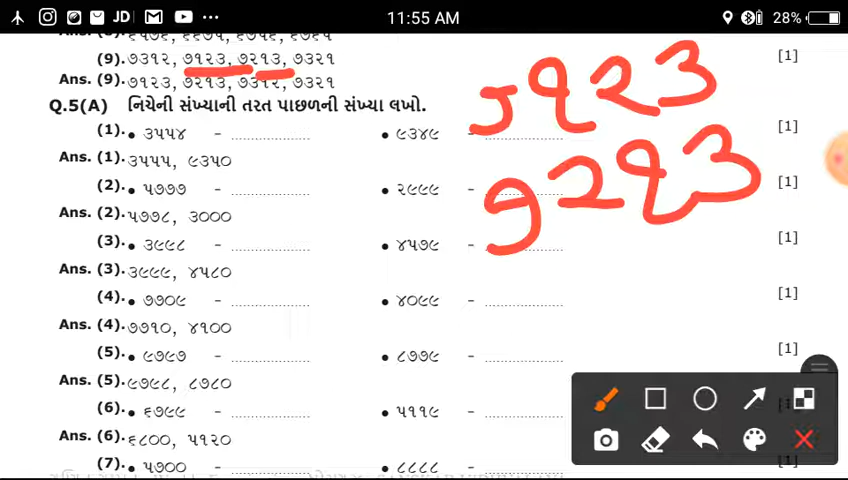 JD 11:55 AM 28%
(9). ૭૩૧૨, ૭૧૨૩, ૭૨૧૩, ૭૩૨૧ [1]
Ans. (9). ૭૧૨૩, ૭૨૧૩, ૭૩૧૨, ૭૩૨૧
૭૧૨૩
૭૨૧૩
Q.5(A) નિચેની સંખ્યાની તરત પાછળની સંખ્યા લખો.
(1). • ૩૫૫૪ - .................... • ૯૩૪૯ - [1]
Ans. (1). ૩૫૫૫, ૯૩૫૦
(2). • ૫૭૭૭ - .................... • ૨૯૯૯ - .................... [1]
Ans. (2). ૫૭૭૮, ૩૦૦૦
(3). • ૩૯૯૮ - .................... • ૪૫૭૯ - .................... [1]
Ans. (3). ૩૯૯૯, ૪૫૮૦
(4). • ૭૭૦૯ - .................... • ૪૦૯૯ - .................... [1]
Ans. (4). ૭૭૧૦, ૪૧૦૦
(5). • ૯૭૯૭ - .................... • ૮૭૭૯ - .................... [1]
Ans. (5). ૯૭૯૮, ૮૭૮૦
(6). • ૬૭૯૯ - .................... • ૫૧૧૯ - ....................
Ans. (6). ૬૮૦૦, ૫૧૨૦
(7). • ૫૭૦૦ - .................... • ૮૮૮૮ - .................... [1]